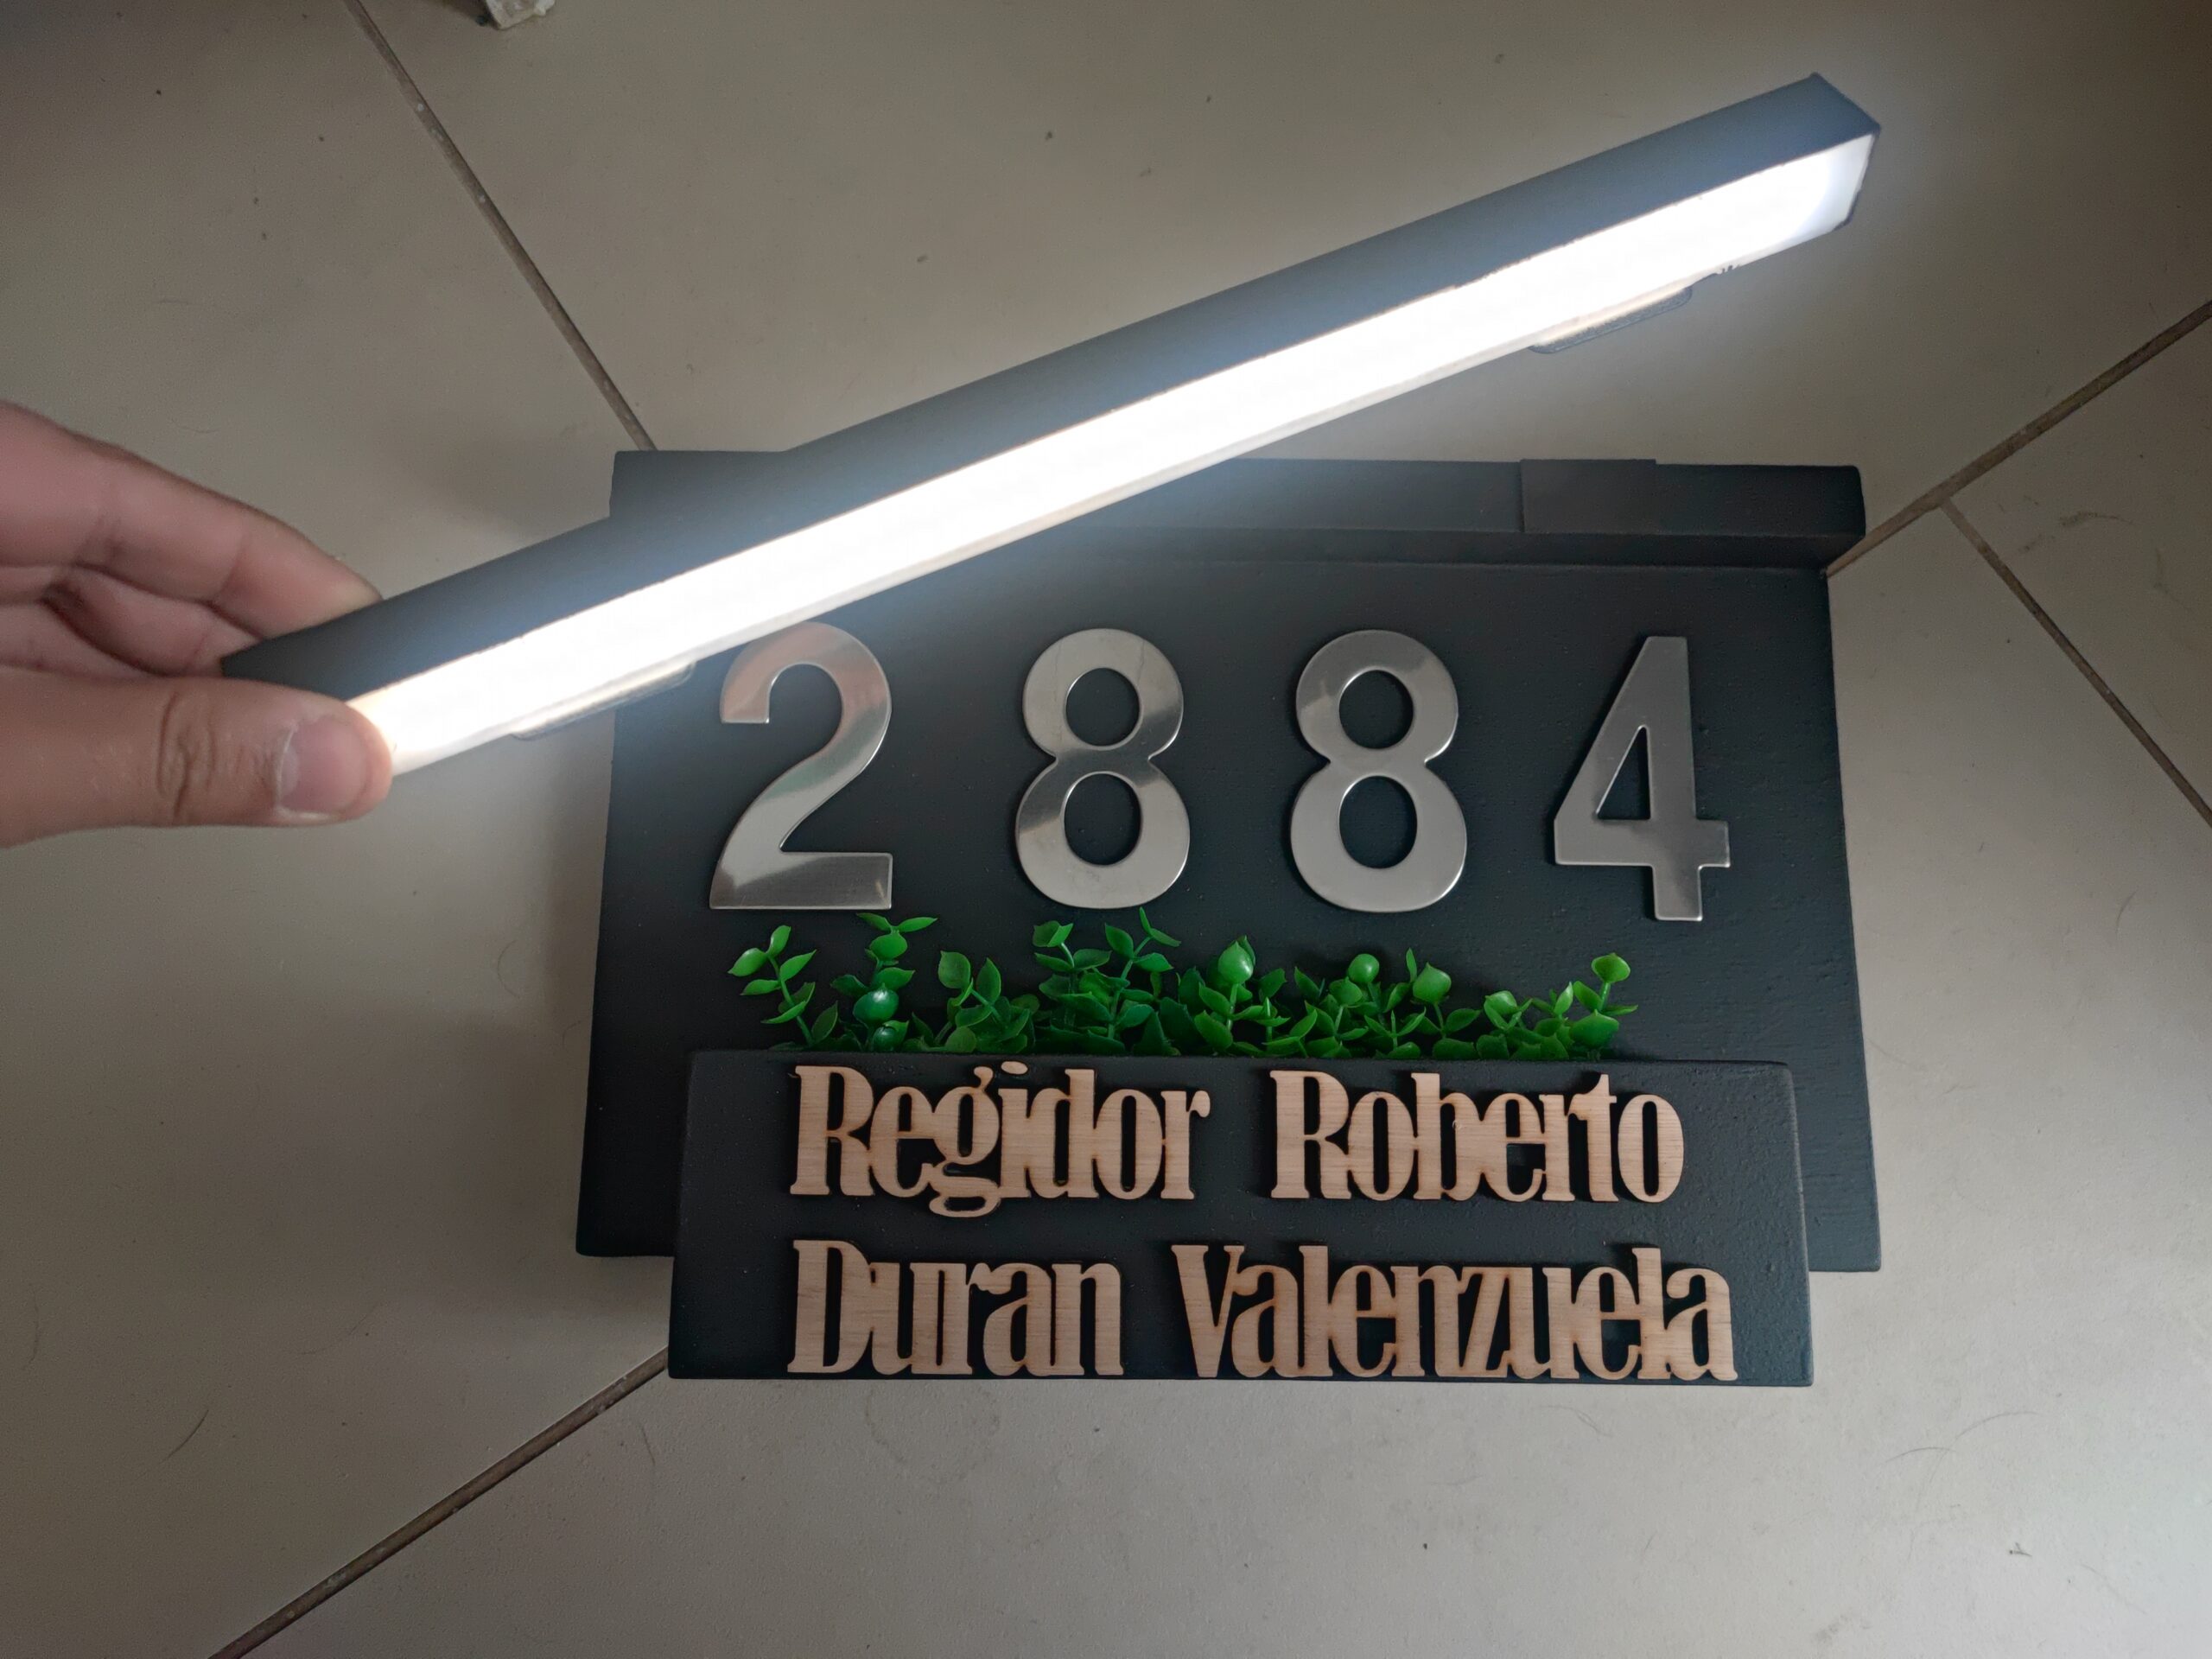 2884
Regidor Roberto
Duran Valenzuela